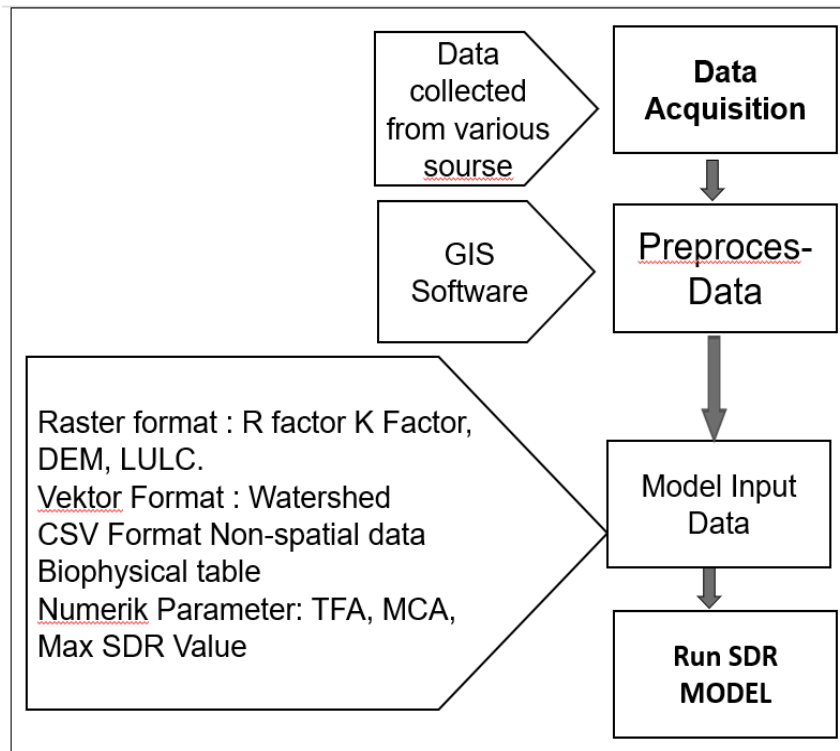 Data
collected
from various
sourse
Data
Acquisition
GIS
Software
Preproces-
Data
Raster format : R factor K Factor,
DEM, LULC.
Vektor Format : Watershed
CSV Format Non-spatial data
Biophysical table
Numerik Parameter: TFA, MCA,
Max SDR Value
Model Input
Data
Run SDR
MODEL